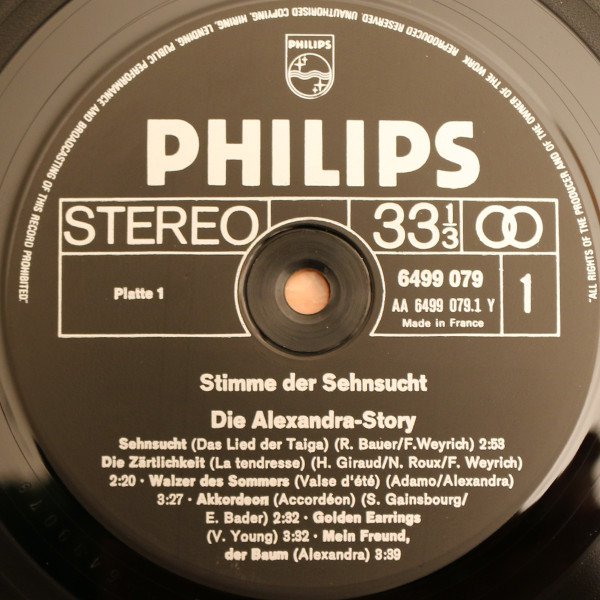 PHILIPS
PHILIPS
STEREO
33 1/3
Platte 1
6499 079
AA 6499 079.1 Y
Made in France
1
Stimme der Sehnsucht
Die Alexandra-Story
Sehnsucht (Das Lied der Taiga) (R. Bauer/F.Weyrich) 2:58
Die Zärtlichkeit (La tendresse) (H. Giraud/N. Roux/F. Weyrich)
2:20 · Walzer des Sommers (Valse d'été) (Adamo/Alexandra)
3:27 · Akkordeon (Accordéon) (S. Gainsbourg/
E. Bader) 2:32 · Golden Earrings
(V. Young) 3:32 · Mein Freund,
der Baum (Alexandra) 3:39
"ALL RIGHTS OF THE PRODUCER AND OF THE OWNER OF THE WORK REPRODUCED RESERVED. UNAUTHORISED COPYING, HIRING, LENDING, PUBLIC PERFORMANCE AND BROADCASTING OF THIS RECORD PROHIBITED".